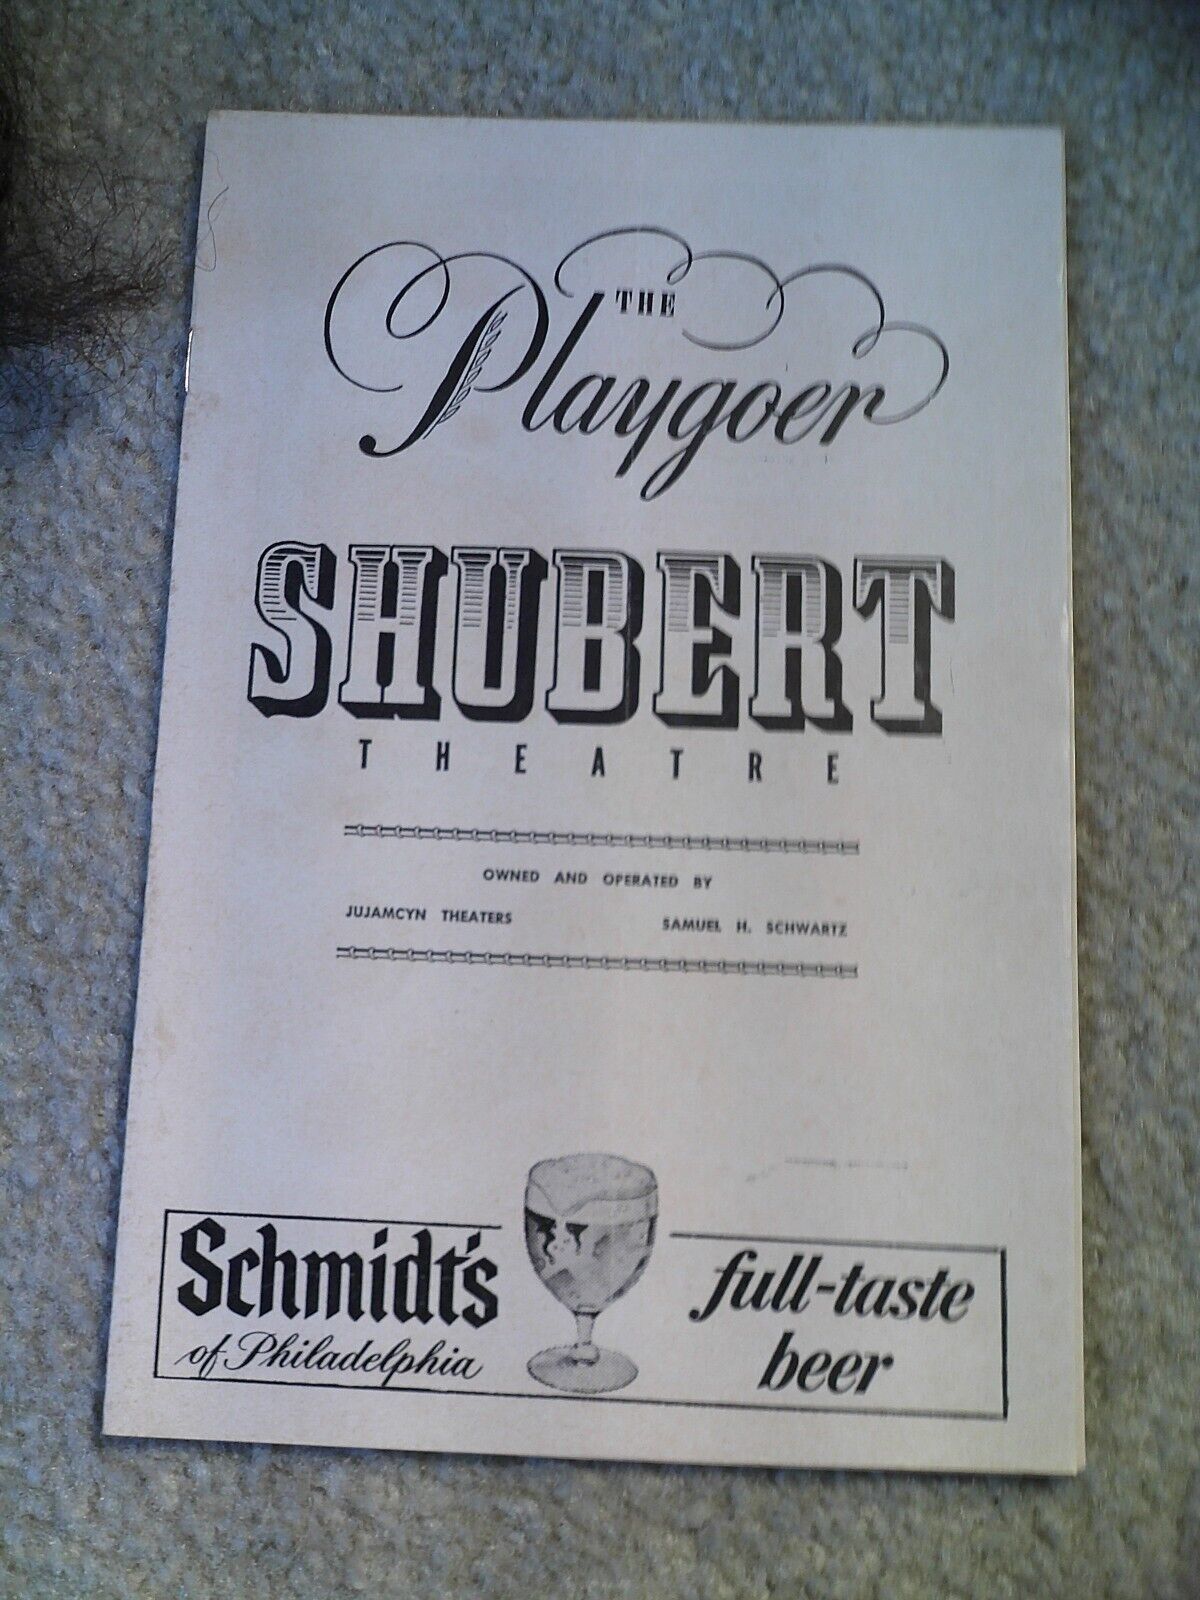 THE
Playgoer
SHUBERT
THEATRE
OWNED AND OPERATED BY
JUJAMCYN THEATERS SAMUEL H. SCHWARTZ
Schmidt's
of Philadelphia
full-taste
beer